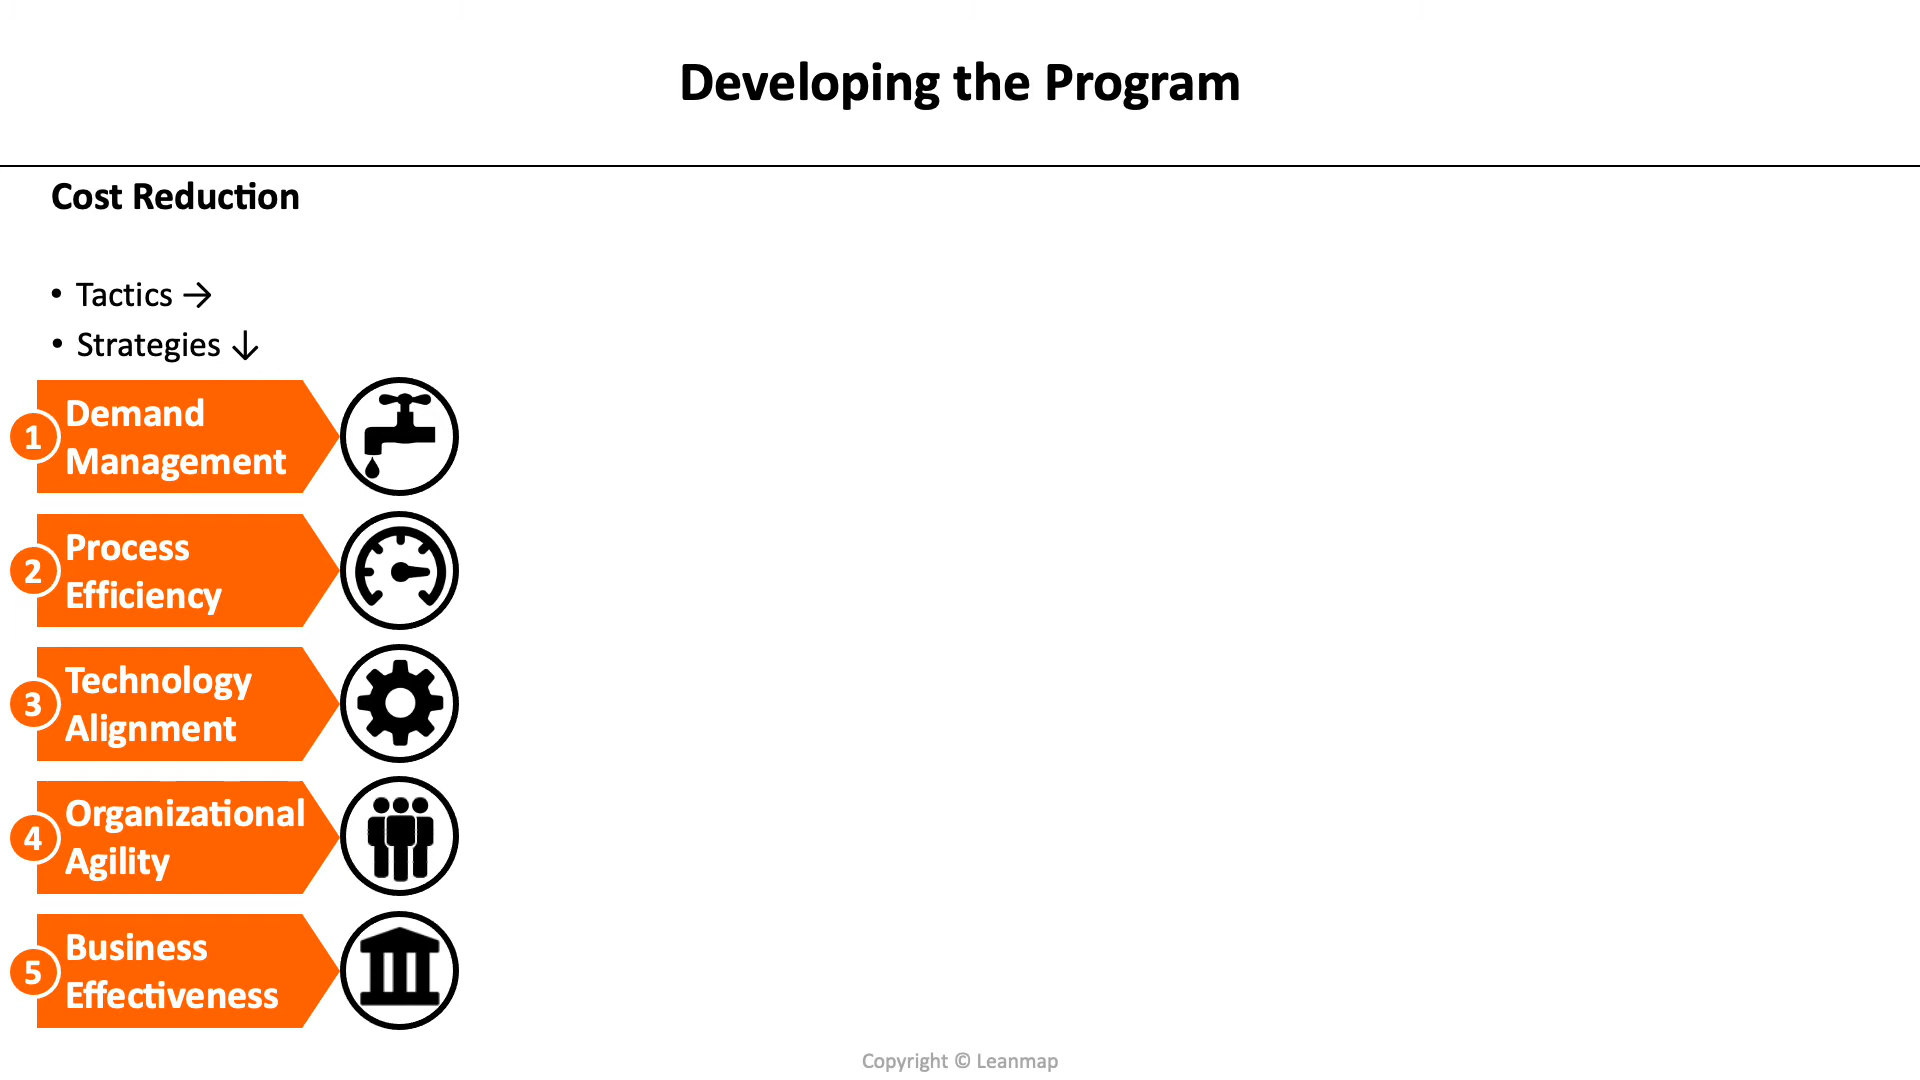 Developing the Program
Cost Reduction
• Tactics →
• Strategies ↓
1
Demand
Management
2
Process
Efficiency
3
Technology
Alignment
4
Organizational
Agility
5
Business
Effectiveness
Copyright © Leanmap